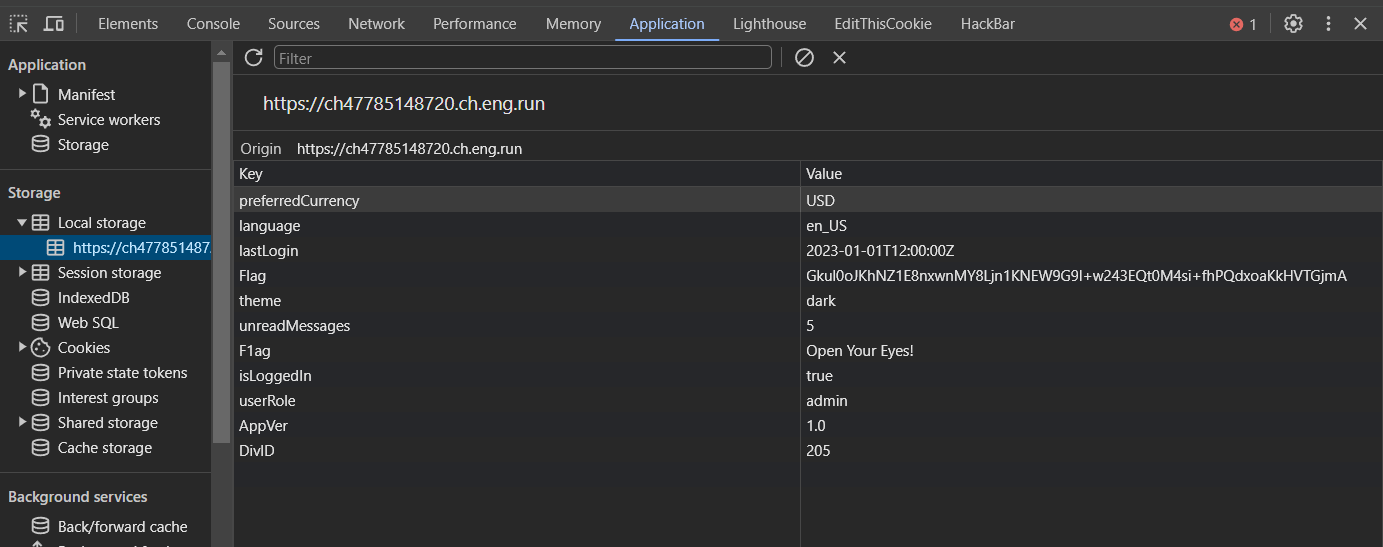 Elements Console Sources Network Performance Memory Application Lighthouse EditThisCookie HackBar 1
Application
Manifest
Service workers
Storage
Storage
Local storage
https://ch477851487
Session storage
IndexedDB
Web SQL
Cookies
Private state tokens
Interest groups
Shared storage
Cache storage
Background services
Back/forward cache
Filter
https://ch47785148720.ch.eng.run
Origin https://ch47785148720.ch.eng.run
Key Value
preferredCurrency USD
language en_US
lastLogin 2023-01-01T12:00:00Z
Flag Gkul0oJKhNZ1E8nxwnMY8Ljn1KNEW9G9I+w243EQt0M4si+fhPQdxoaKkHVTGjmA
theme dark
unreadMessages 5
F1ag Open Your Eyes!
isLoggedIn true
userRole admin
AppVer 1.0
DivID 205